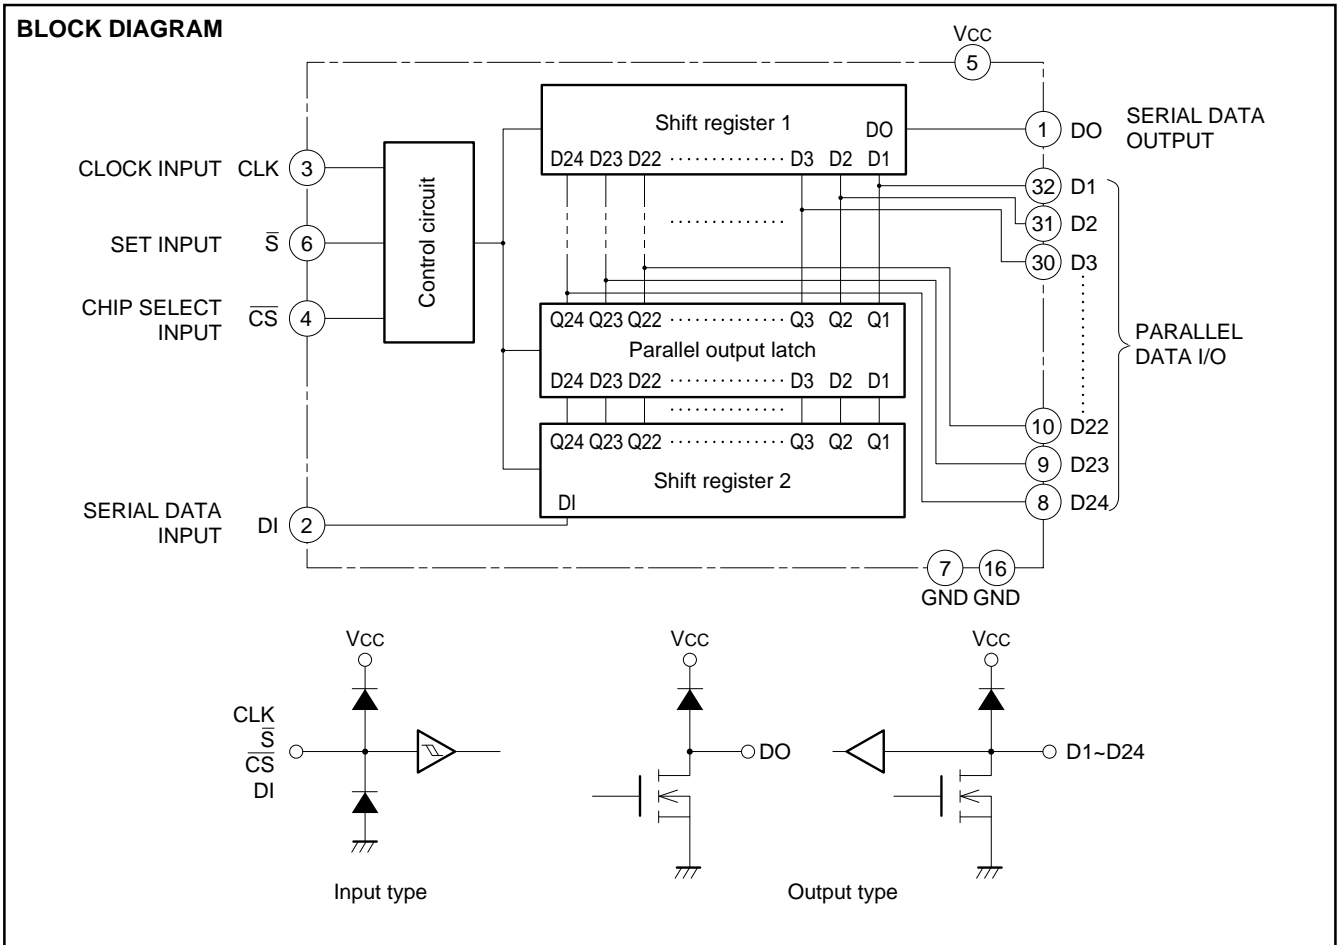 BLOCK DIAGRAM
VCC
5
Shift register 1
DO
D24 D23 D22 ·············· D3 D2 D1
1 DO
SERIAL DATA
OUTPUT
CLOCK INPUT CLK 3
SET INPUT S̅ 6
CHIP SELECT
INPUT
C̅S̅ 4
Control circuit
32 D1
31 D2
30 D3
Q24 Q23 Q22 ·············· Q3 Q2 Q1
Parallel output latch
D24 D23 D22 ·············· D3 D2 D1
PARALLEL
DATA I/O
Q24 Q23 Q22 ·············· Q3 Q2 Q1
Shift register 2
DI
10 D22
9 D23
8 D24
SERIAL DATA
INPUT
DI 2
7 16
GND GND
VCC
CLK
S̅
C̅S̅
DI
Input type
VCC
DO
VCC
D1~D24
Output type